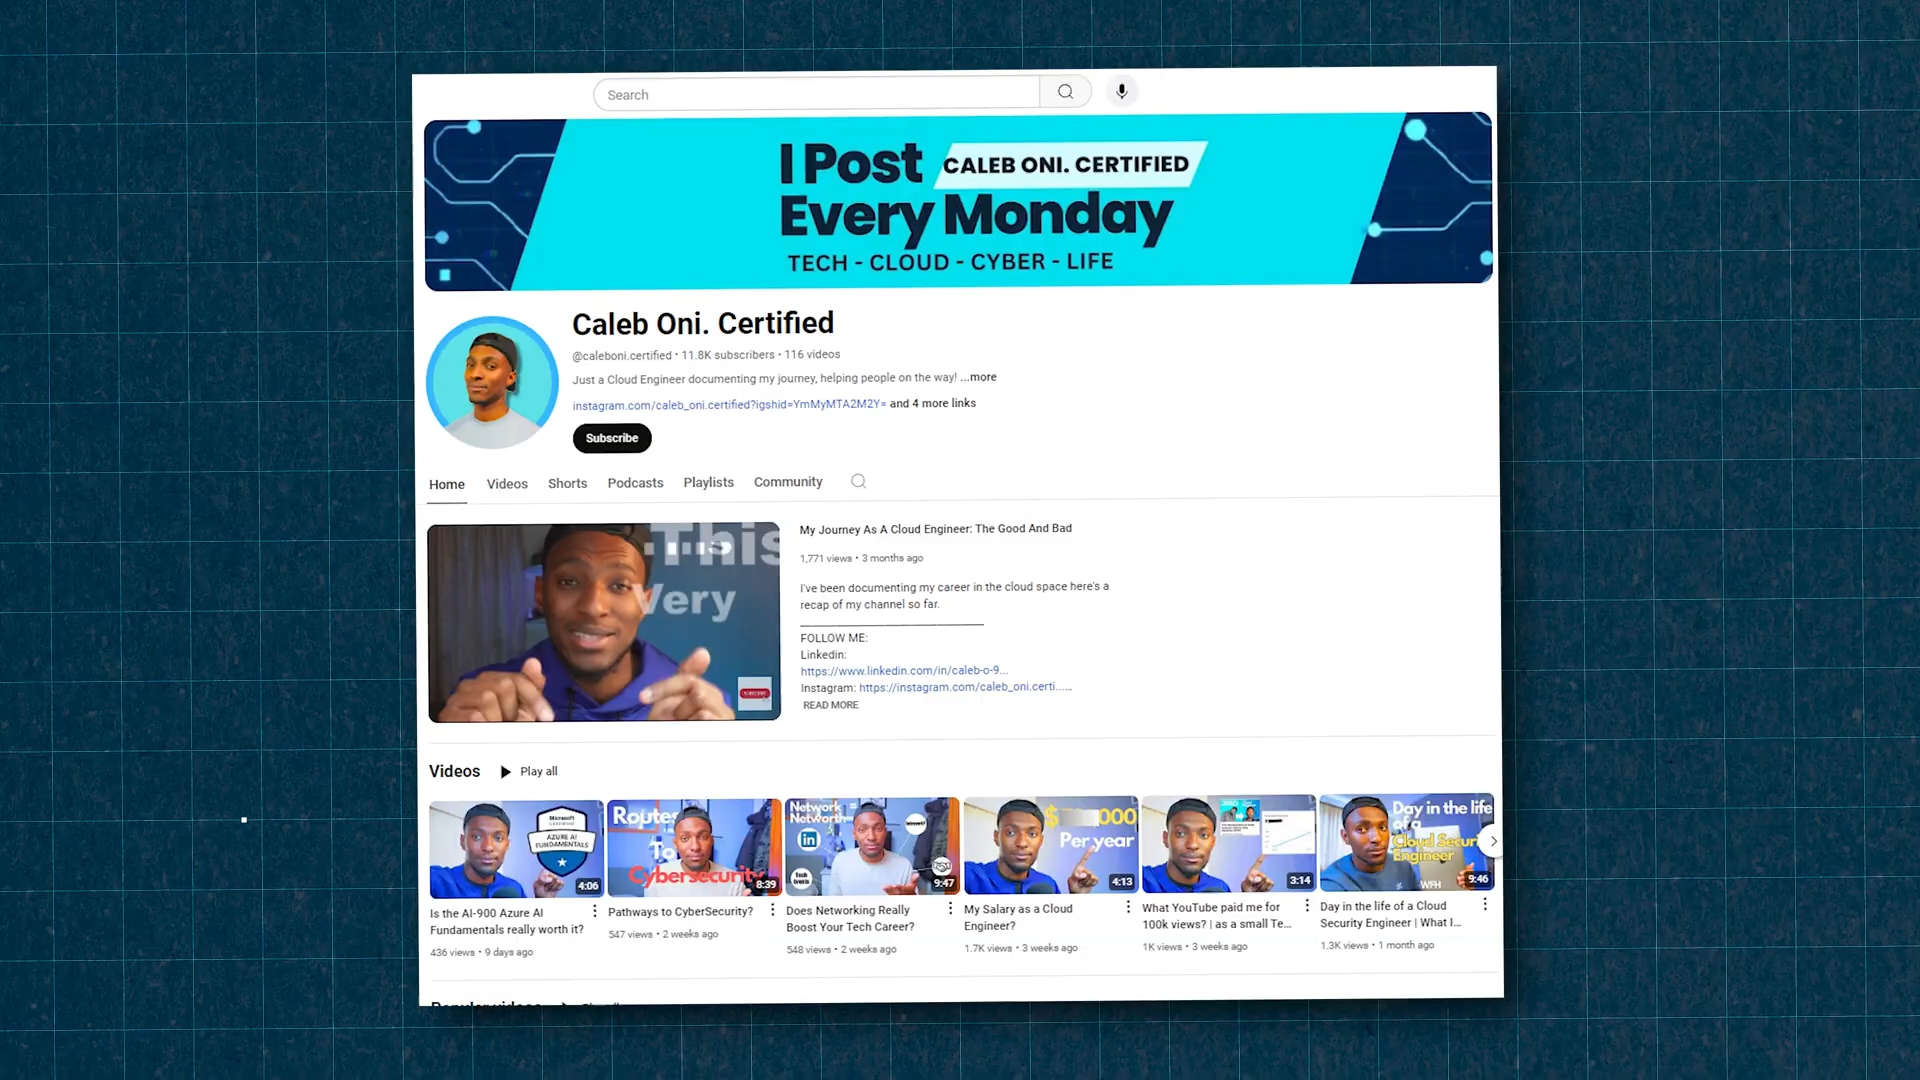 Search
I Post
CALEB ONI. CERTIFIED
Every Monday
TECH - CLOUD - CYBER - LIFE
Caleb Oni. Certified
@caleboni.certified • 11.8K subscribers • 116 videos
Just a Cloud Engineer documenting my journey, helping people on the way! ...more
instagram.com/caleb_oni.certified?igshid=YmMyMTA2M2Y= and 4 more links
Subscribe
Home Videos Shorts Podcasts Playlists Community
This
Very
SUBSCRIBE
My Journey As A Cloud Engineer: The Good And Bad
1,771 views • 3 months ago
I've been documenting my career in the cloud space here's a
recap of my channel so far.
FOLLOW ME:
Linkedin:
https://www.linkedin.com/in/caleb-o-9...
Instagram: https://instagram.com/caleb_oni.certi......
READ MORE
Videos Play all
Microsoft
AZURE AI
FUNDAMENTALS
4:06
Is the AI-900 Azure AI
Fundamentals really worth it?
436 views • 9 days ago
Routes
To
Cybersecurity
8:39
Pathways to CyberSecurity?
547 views • 2 weeks ago
Network =
Networth
in
Tech
Events
9:47
Does Networking Really
Boost Your Tech Career?
548 views • 2 weeks ago
$ 000
Per year
4:13
My Salary as a Cloud
Engineer?
1.7K views • 3 weeks ago
3:14
What YouTube paid me for
100k views? | as a small Te...
1K views • 3 weeks ago
Day in the life
of a
Cloud Securi
Engineer
WFH
9:46
Day in the life of a Cloud
Security Engineer | What I...
1.3K views • 1 month ago
Popular videos